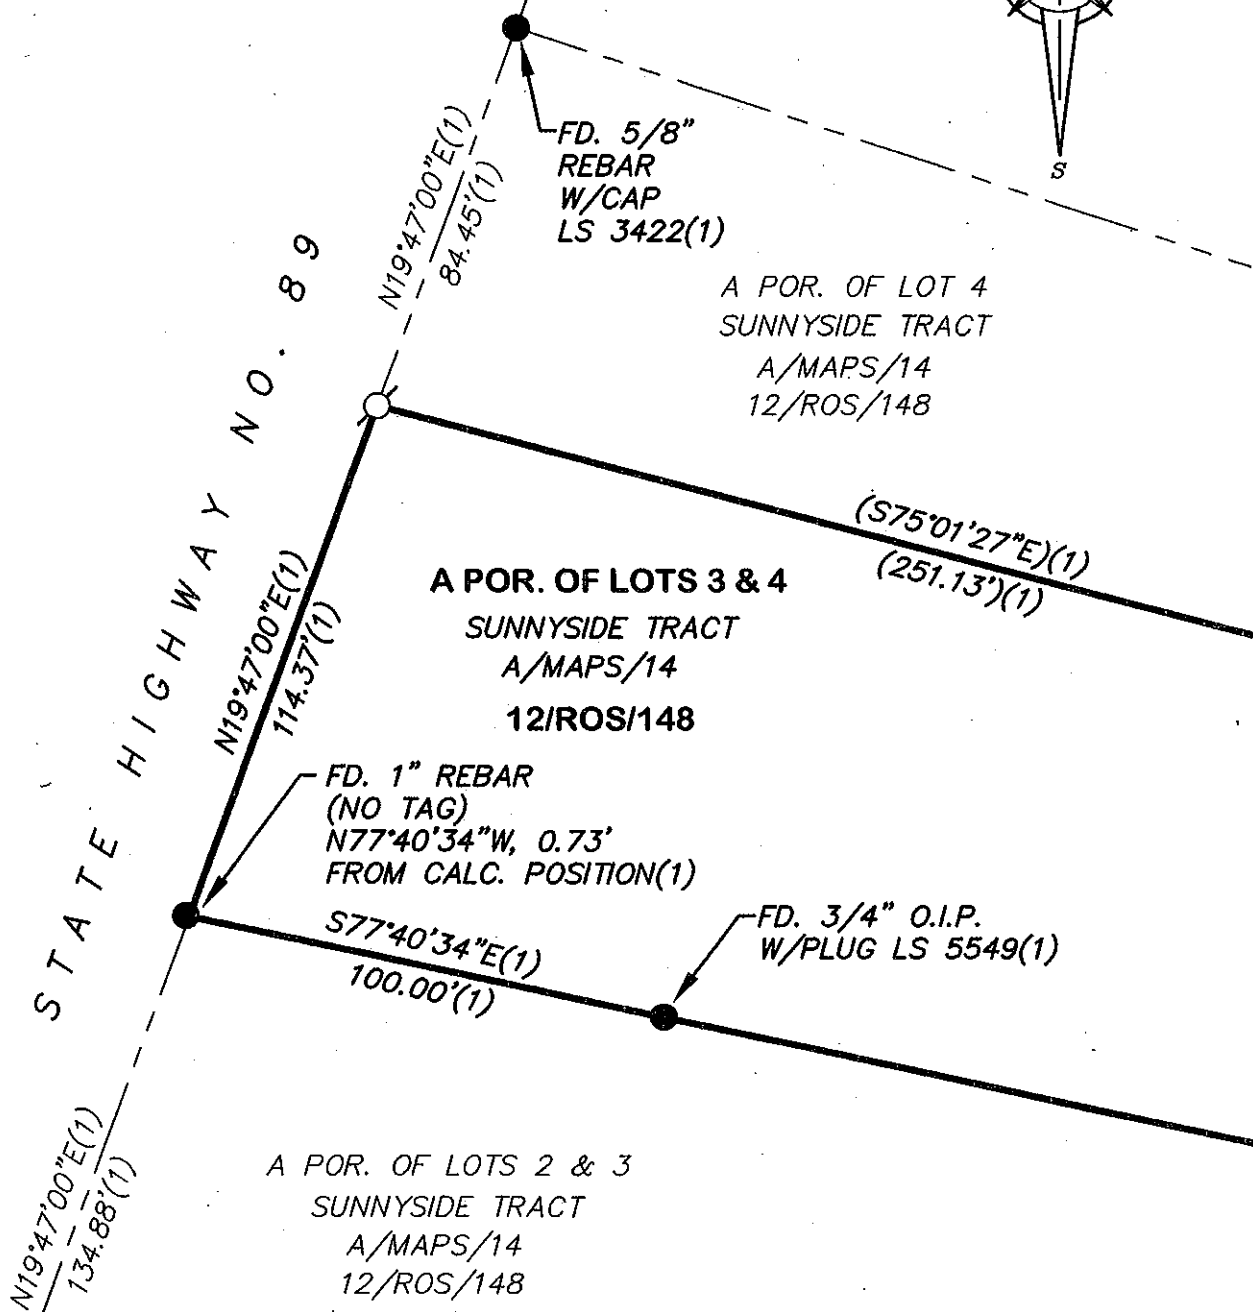 S
FD. 5/8"
REBAR
W/CAP
LS 3422(1)
N19°47'00"E(1)
84.45'(1)
A POR. OF LOT 4
SUNNYSIDE TRACT
A/MAPS/14
12/ROS/148
STATE HIGHWAY NO. 89
(S75°01'27"E)(1)
(251.13')(1)
N19°47'00"E(1)
114.37'(1)
A POR. OF LOTS 3 & 4
SUNNYSIDE TRACT
A/MAPS/14
12/ROS/148
FD. 1" REBAR
(NO TAG)
N77°40'34"W, 0.73'
FROM CALC. POSITION(1)
S77°40'34"E(1)
100.00'(1)
FD. 3/4" O.I.P.
W/PLUG LS 5549(1)
N19°47'00"E(1)
134.88'(1)
A POR. OF LOTS 2 & 3
SUNNYSIDE TRACT
A/MAPS/14
12/ROS/148